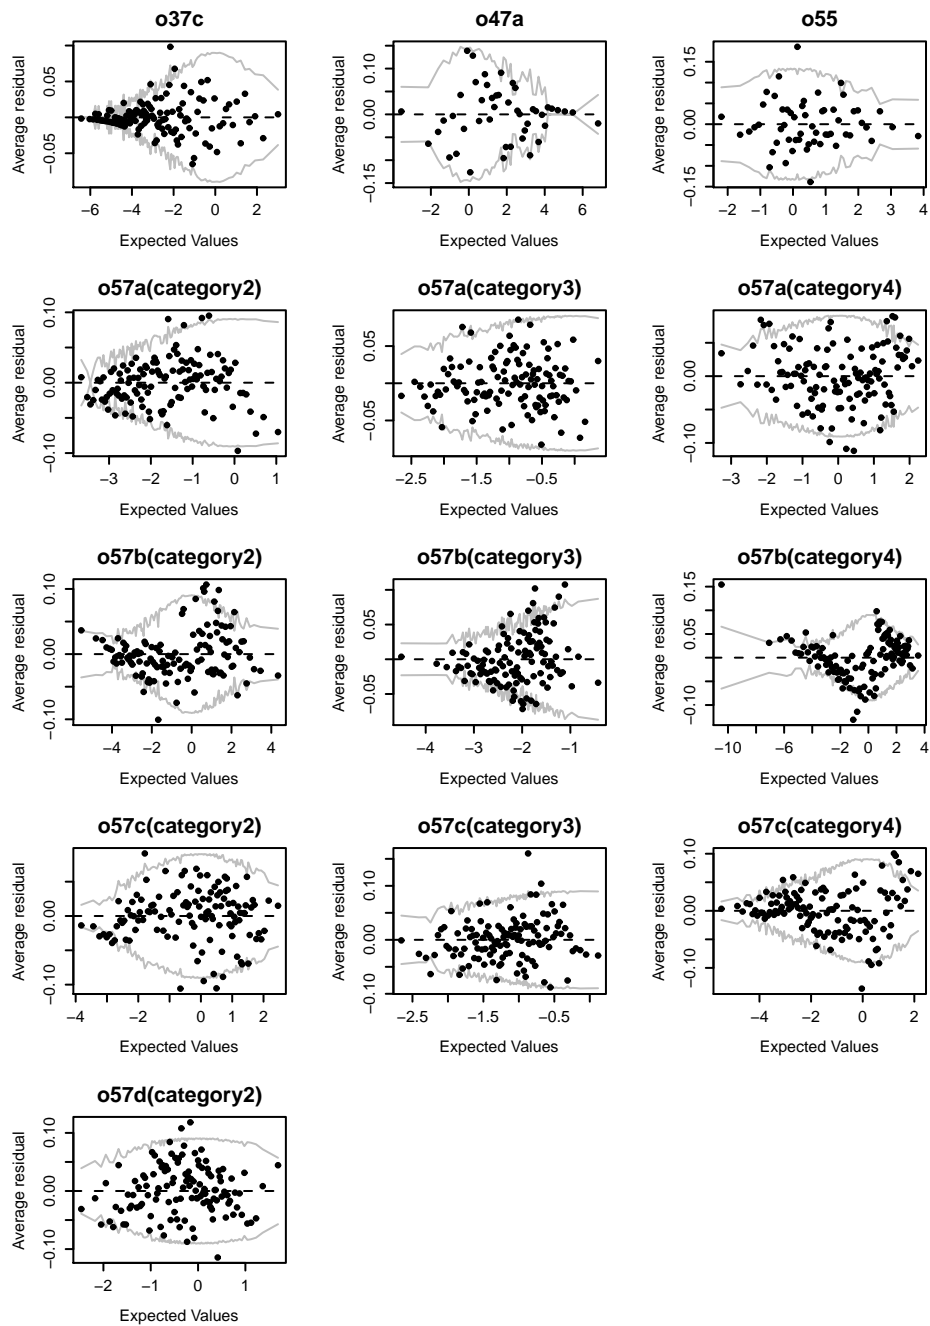 o37c
Average residual
0.05
−0.05
−6 −4 −2 0 2
Expected Values
o47a
Average residual
0.10
0.00
−0.15
−2 0 2 4 6
Expected Values
o55
Average residual
0.15
0.00
−0.15
−2 −1 0 1 2 3 4
Expected Values
o57a(category2)
Average residual
0.10
0.00
−0.10
−3 −2 −1 0 1
Expected Values
o57a(category3)
Average residual
0.05
−0.05
−2.5 −1.5 −0.5
Expected Values
o57a(category4)
Average residual
0.00
−0.10
−3 −2 −1 0 1 2
Expected Values
o57b(category2)
Average residual
0.10
0.00
−0.10
−4 −2 0 2 4
Expected Values
o57b(category3)
Average residual
0.05
−0.05
−4 −3 −2 −1
Expected Values
o57b(category4)
Average residual
0.15
0.05
−0.10
−10 −6 −2 0 2 4
Expected Values
o57c(category2)
Average residual
0.00
−0.10
−4 −2 0 1 2
Expected Values
o57c(category3)
Average residual
0.10
0.00
−0.10
−2.5 −1.5 −0.5
Expected Values
o57c(category4)
Average residual
0.10
0.00
−0.10
−4 −2 0 2
Expected Values
o57d(category2)
Average residual
0.10
0.00
−0.10
−2 −1 0 1
Expected Values